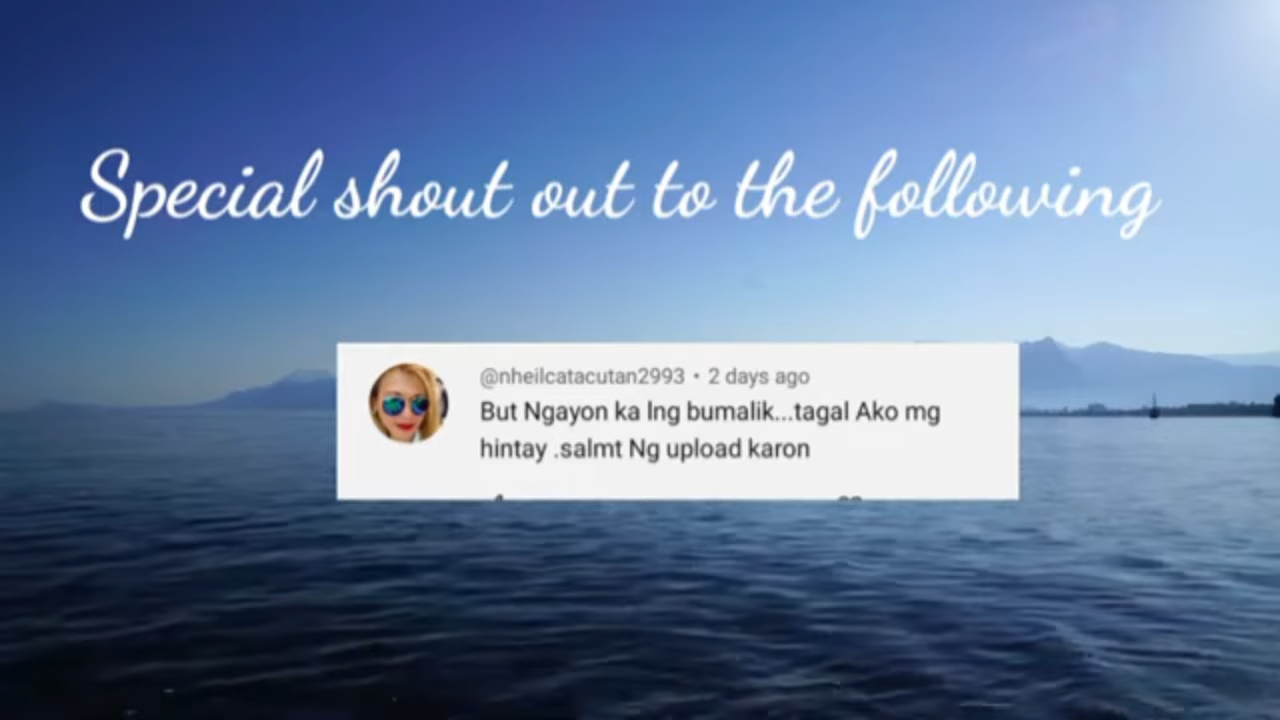 Special shout out to the following
@nheilcatacutan2993 • 2 days ago
But Ngayon ka lng bumalik...tagal Ako mg
hintay .salmt Ng upload karon